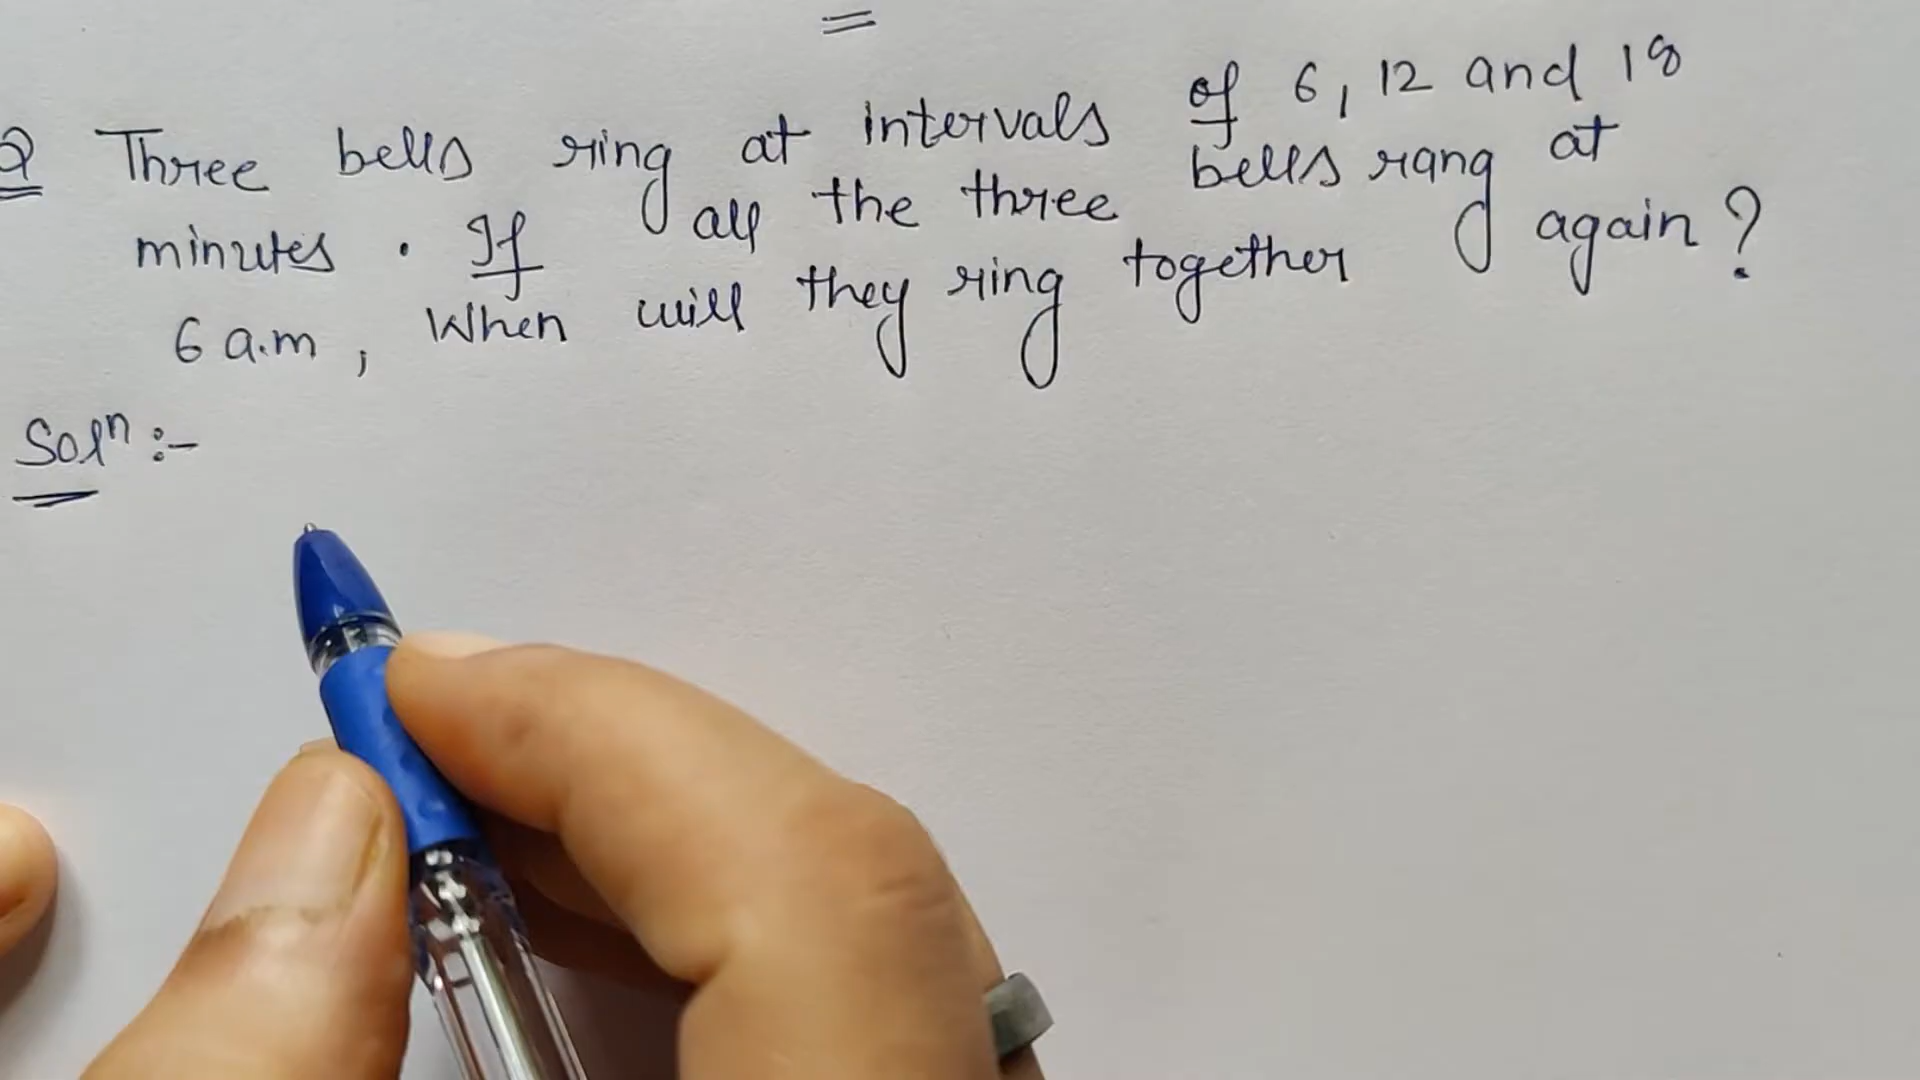 Q Three bells ring at intervals of 6, 12 and 18
minutes. If all the three bells rang at
6 a.m, When will they ring together again?
Solⁿ :-